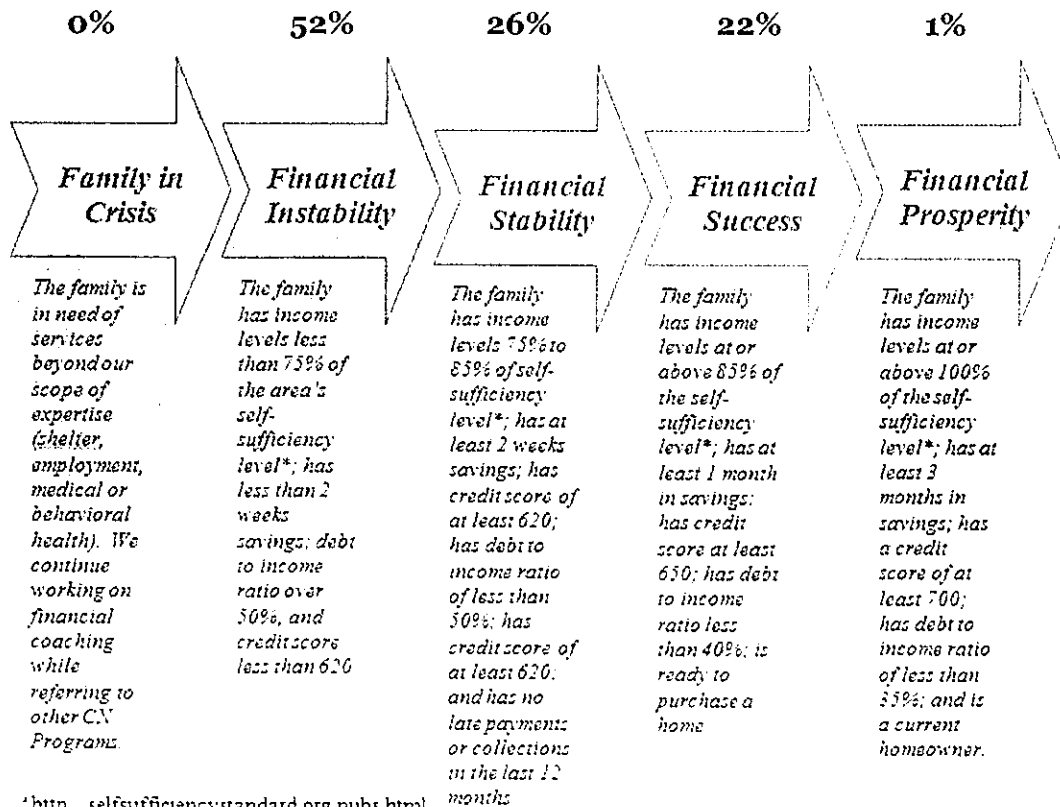 0%
52%
26%
22%
1%
Family in
Crisis
Financial
Instability
Financial
Stability
Financial
Success
Financial
Prosperity
The family is
in need of
services
beyond our
scope of
expertise
(shelter,
employment,
medical or
behavioral
health). We
continue
working on
financial
coaching
while
referring to
other CN
Programs.
The family
has income
levels less
than 75% of
the area's
self-
sufficiency
level*; has
less than 2
weeks
savings; debt
to income
ratio over
50%, and
credit score
less than 620
The family
has income
levels 75% to
85% of self-
sufficiency
level*; has at
least 2 weeks
savings; has
credit score of
at least 620;
has debt to
income ratio
of less than
50%; has
credit score of
at least 620;
and has no
late payments
or collections
in the last 12
months
The family
has income
levels at or
above 85% of
the self-
sufficiency
level*; has at
least 1 month
in savings;
has credit
score at least
650; has debt
to income
ratio less
than 40%; is
ready to
purchase a
home
The family
has income
levels at or
above 100%
of the self-
sufficiency
level*; has at
least 3
months in
savings; has
a credit
score of at
least 700;
has debt to
income ratio
of less than
35%; and is
a current
homeowner.
*http selfsufficiencystandard.org pubs.html